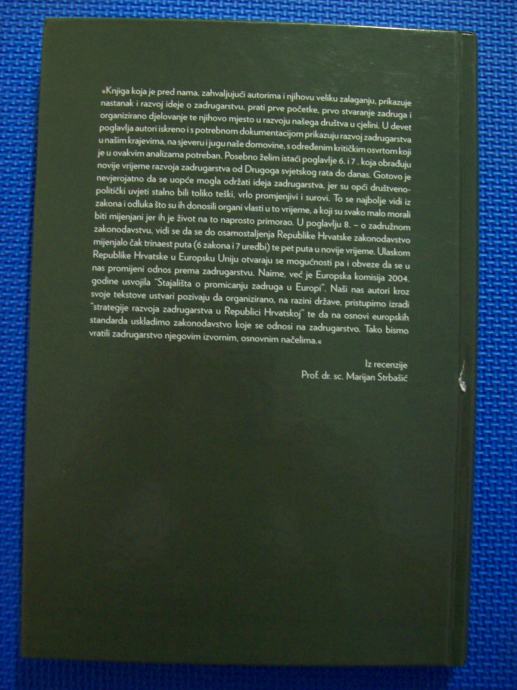 «Knjiga koja je pred nama, zahvaljujući autorima i njihovu veliku zalaganju, prikazuje
nastanak i razvoj ideje o zadrugarstvu, prati prve početke, prvo stvaranje zadruga i
organizirano djelovanje te njihovo mjesto u razvoju našega društva u cjelini. U devet
poglavlja autori iskreno i s potrebnom dokumentacijom prikazuju razvoj zadrugarstva
u našim krajevima, na sjeveru i jugu naše domovine, s određenim kritičkim osvrtom koji
je u ovakvim analizama potreban. Posebno želim istaći poglavlje 6. i 7. koja obrađuju
novije vrijeme razvoja zadrugarstva od Drugoga svjetskog rata do danas. Gotovo je
nevjerojatno da se uopće mogla održati ideja zadrugarstva, jer su opći društveno-
politički uvjeti stalno bili toliko teški, vrlo promjenjivi i surovi. To se najbolje vidi iz
zakona i odluka što su ih donosili organi vlasti u to vrijeme, a koji su svako malo morali
biti mijenjani jer ih je život na to naprosto primorao. U poglavlju 8. – o zadružnom
zakonodavstvu, vidi se da se do osamostaljenja Republike Hrvatske zakonodavstvo
mijenjalo čak trinaest puta (6 zakona i 7 uredbi) te pet puta u novije vrijeme. Ulaskom
Republike Hrvatske u Europsku Uniju otvaraju se mogućnosti pa i obveze da se u
nas promijeni odnos prema zadrugarstvu. Naime, već je Europska komisija 2004.
godine usvojila “Stajališta o promicanju zadruga u Europi”. Naši nas autori kroz
svoje tekstove ustvari pozivaju da organizirano, na razini države, pristupimo izradi
“strategije razvoja zadrugarstva u Republici Hrvatskoj” te da na osnovi europskih
standarda uskladimo zakonodavstvo koje se odnosi na zadrugarstvo. Tako bismo
vratili zadrugarstvo njegovim izvornim, osnovnim načelima.«
Iz recenzije
Prof. dr. sc. Marijan Strbašić